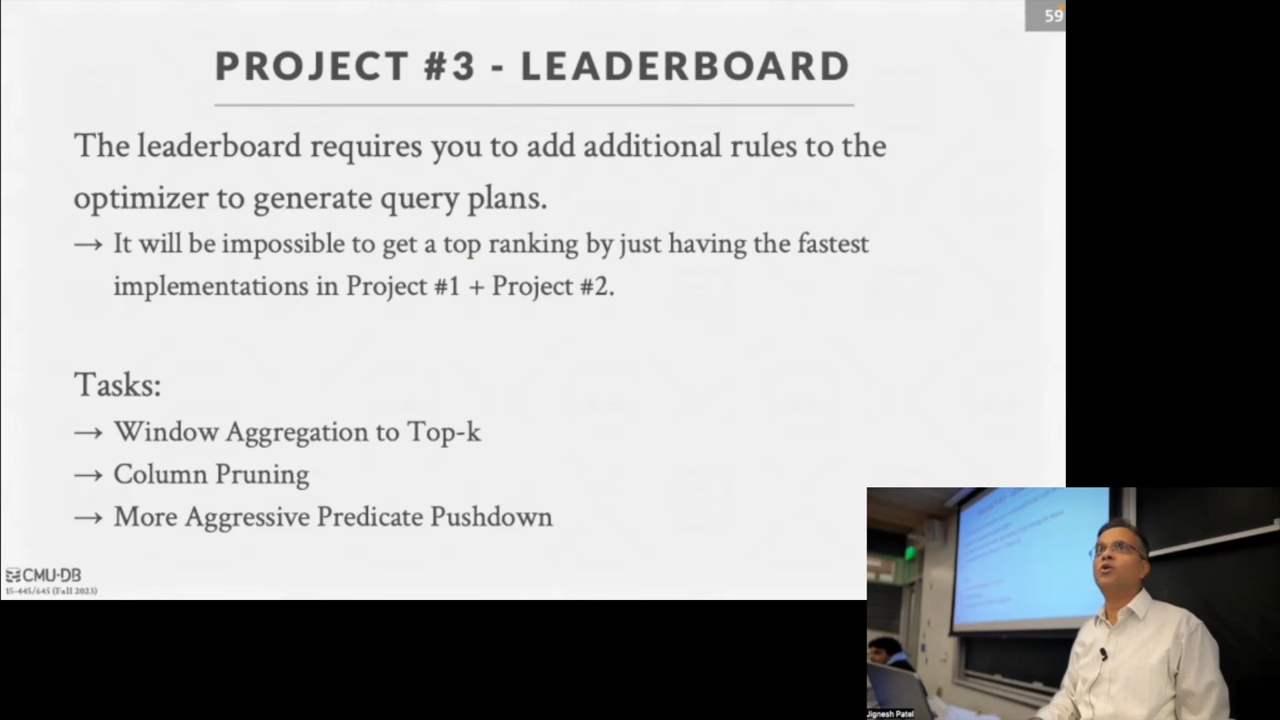 59
PROJECT #3 - LEADERBOARD
The leaderboard requires you to add additional rules to the
optimizer to generate query plans.
→ It will be impossible to get a top ranking by just having the fastest
implementations in Project #1 + Project #2.
Tasks:
→ Window Aggregation to Top-k
→ Column Pruning
→ More Aggressive Predicate Pushdown
CMU·DB
15-445/645 (Fall 2023)
Jignesh Patel